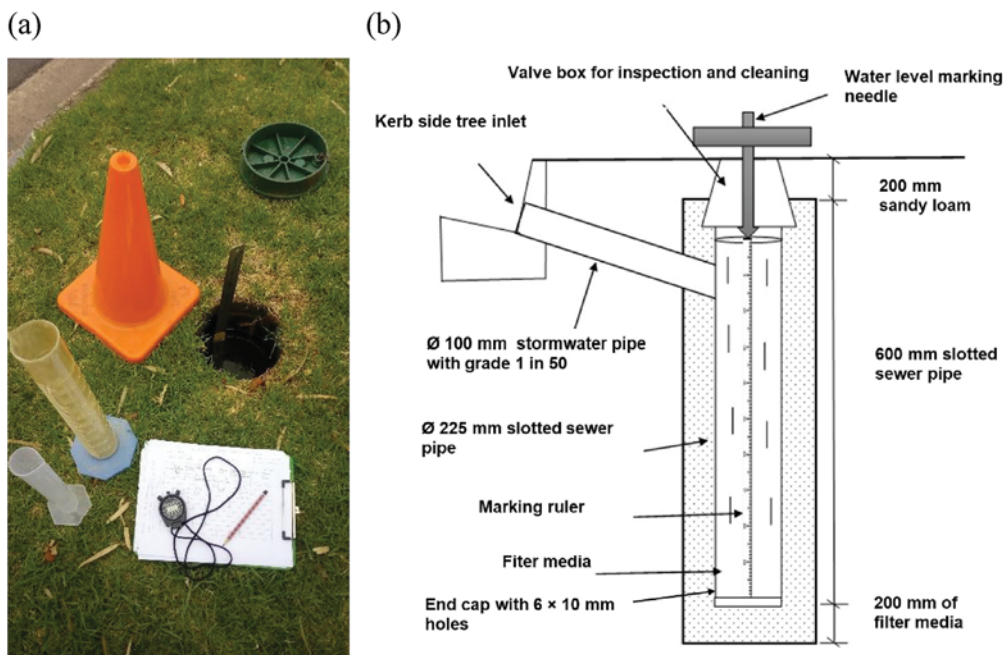 (a)
(b)
Valve box for inspection and cleaning
Water level marking
needle
Kerb side tree inlet
200 mm
sandy loam
Ø 100 mm stormwater pipe
with grade 1 in 50
600 mm slotted
sewer pipe
Ø 225 mm slotted sewer
pipe
Marking ruler
Fiter media
End cap with 6 × 10 mm
holes
200 mm of
filter media